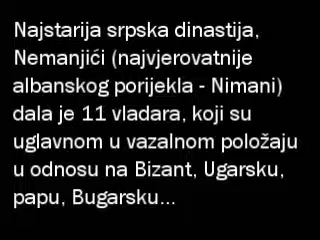 Najstarija srpska dinastija,
Nemanjići (najvjerovatnije
albanskog porijekla - Nimani)
dala je 11 vladara, koji su
uglavnom u vazalnom položaju
u odnosu na Bizant, Ugarsku,
papu, Bugarsku...